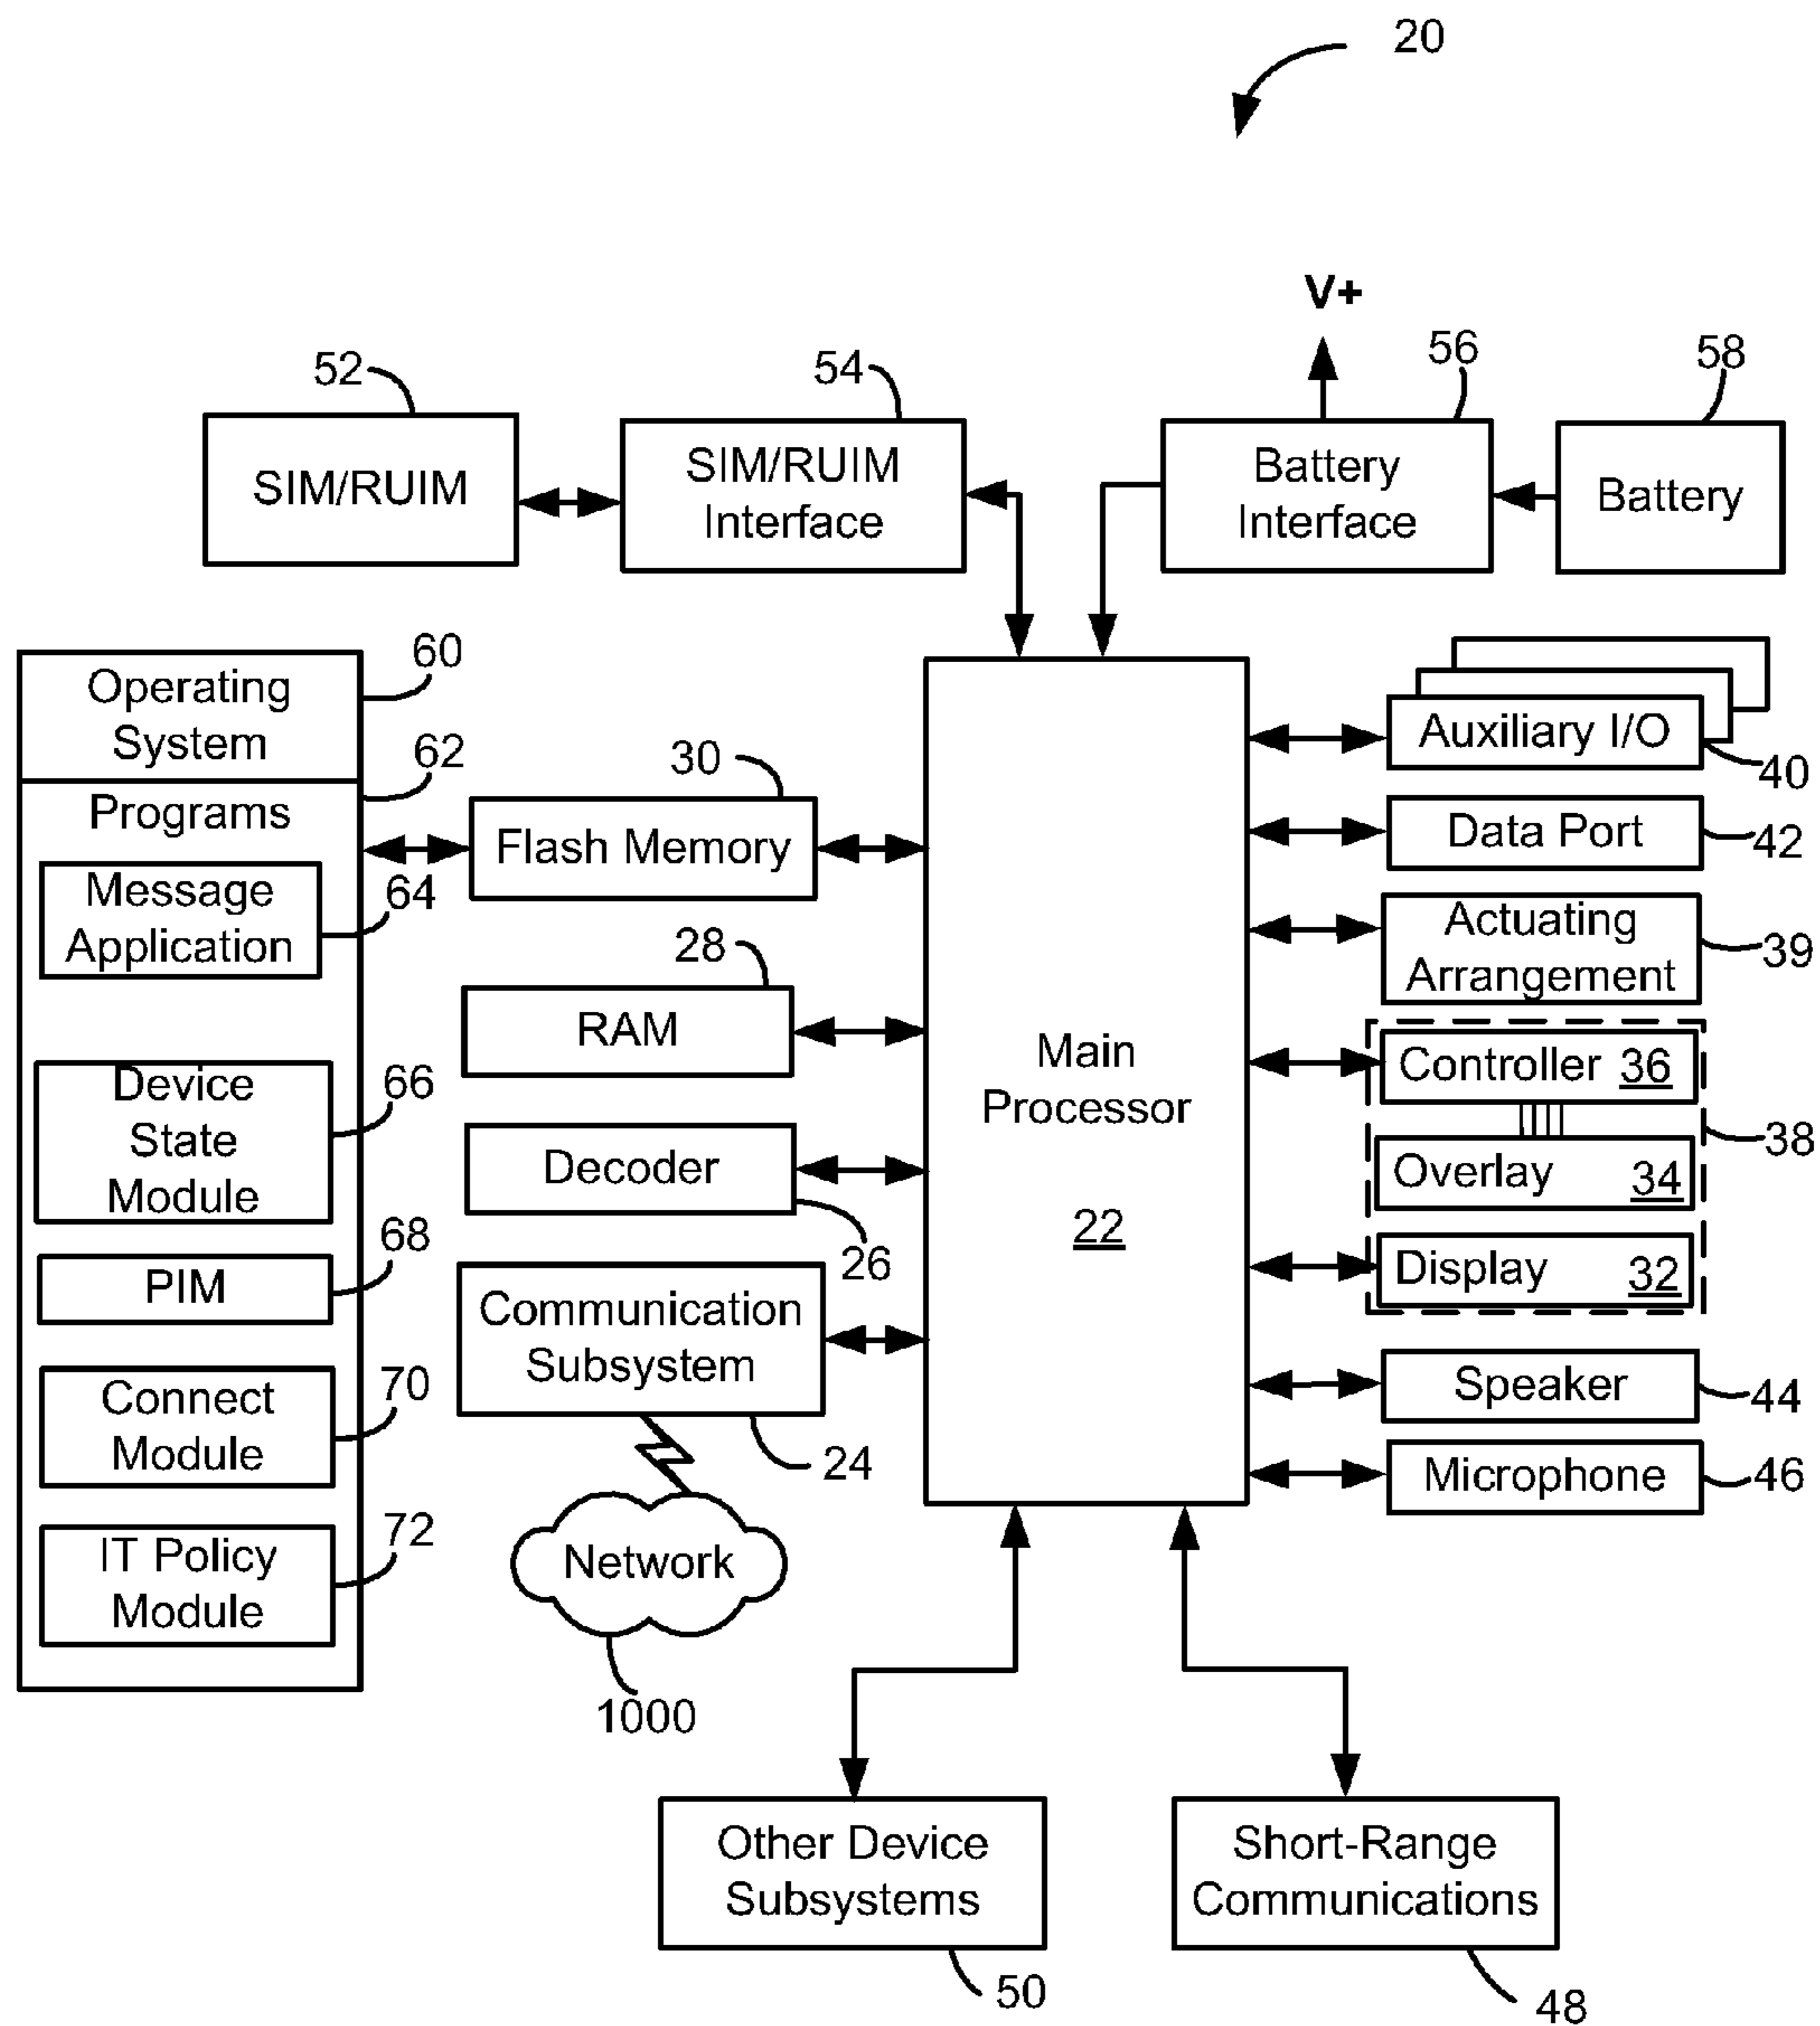 20
V+
52
54
56
58
SIM/RUIM
SIM/RUIM
Interface
Battery
Interface
Battery
Operating
System
60
Programs
62
Message
Application
64
Device
State
Module
66
PIM
68
Connect
Module
70
IT Policy
Module
72
30
Flash Memory
28
RAM
Decoder
26
Communication
Subsystem
24
Network
1000
Main
Processor
22
Auxiliary I/O
40
Data Port
42
Actuating
Arrangement
39
Controller 36
38
Overlay 34
Display 32
Speaker
44
Microphone
46
Other Device
Subsystems
50
Short-Range
Communications
48